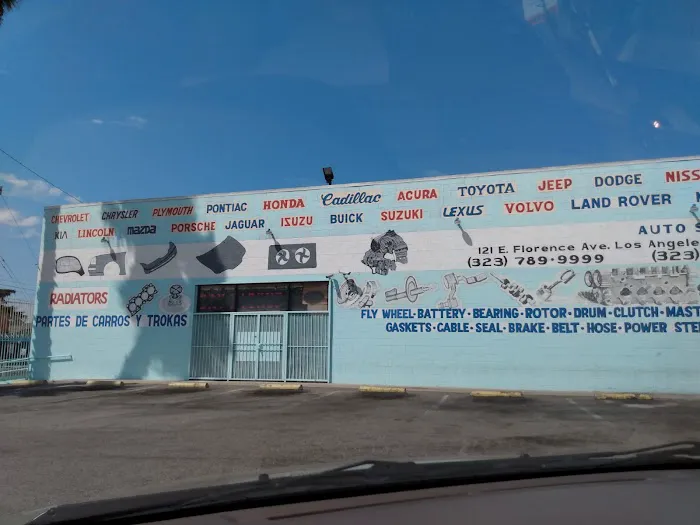 CHEVROLET CHRYSLER PLYMOUTH PONTIAC HONDA Cadillac ACURA TOYOTA JEEP DODGE NISS
KIA LINCOLN MAZDA PORSCHE JAGUAR ISUZU BUICK SUZUKI LEXUS VOLVO LAND ROVER
AUTO S
121 E. Florence Ave. Los Angele
(323) 789·9999 (323)
RADIATORS
PARTES DE CARROS Y TROKAS
FLY WHEEL·BATTERY·BEARING·ROTOR·DRUM·CLUTCH·MAST
GASKETS·CABLE·SEAL·BRAKE·BELT·HOSE·POWER STE